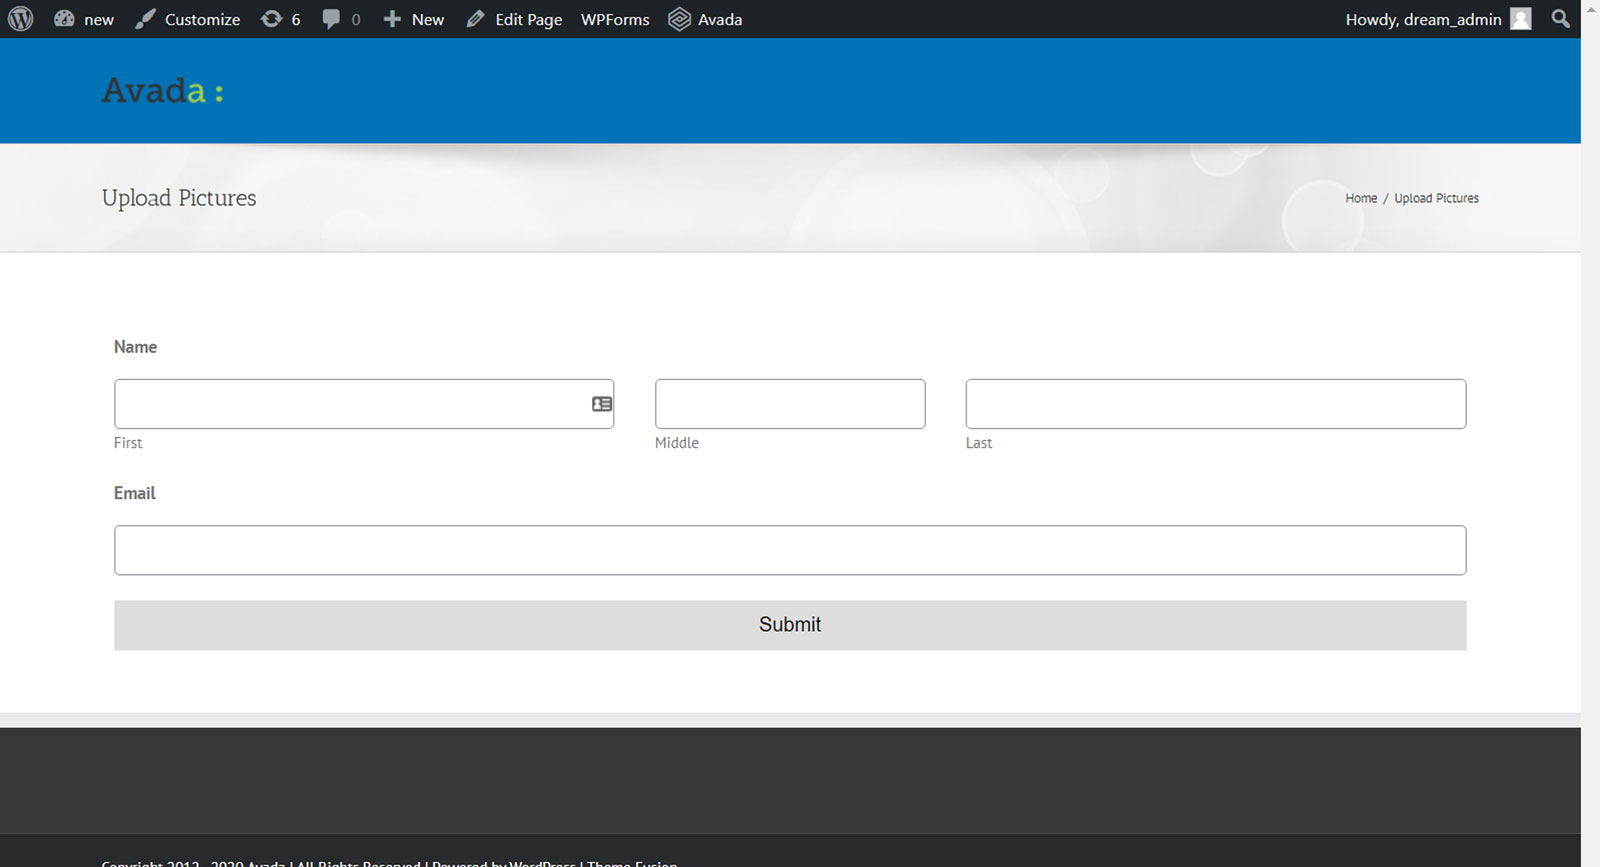 new Customize 6 0 New Edit Page WPForms Avada Howdy, dream_admin
Avada :
Upload Pictures
Home / Upload Pictures
Name
First Middle Last
Email
Submit
Copyright 2012 - 2020 Avada | All Rights Reserved | Powered by WordPress | Theme Fusion